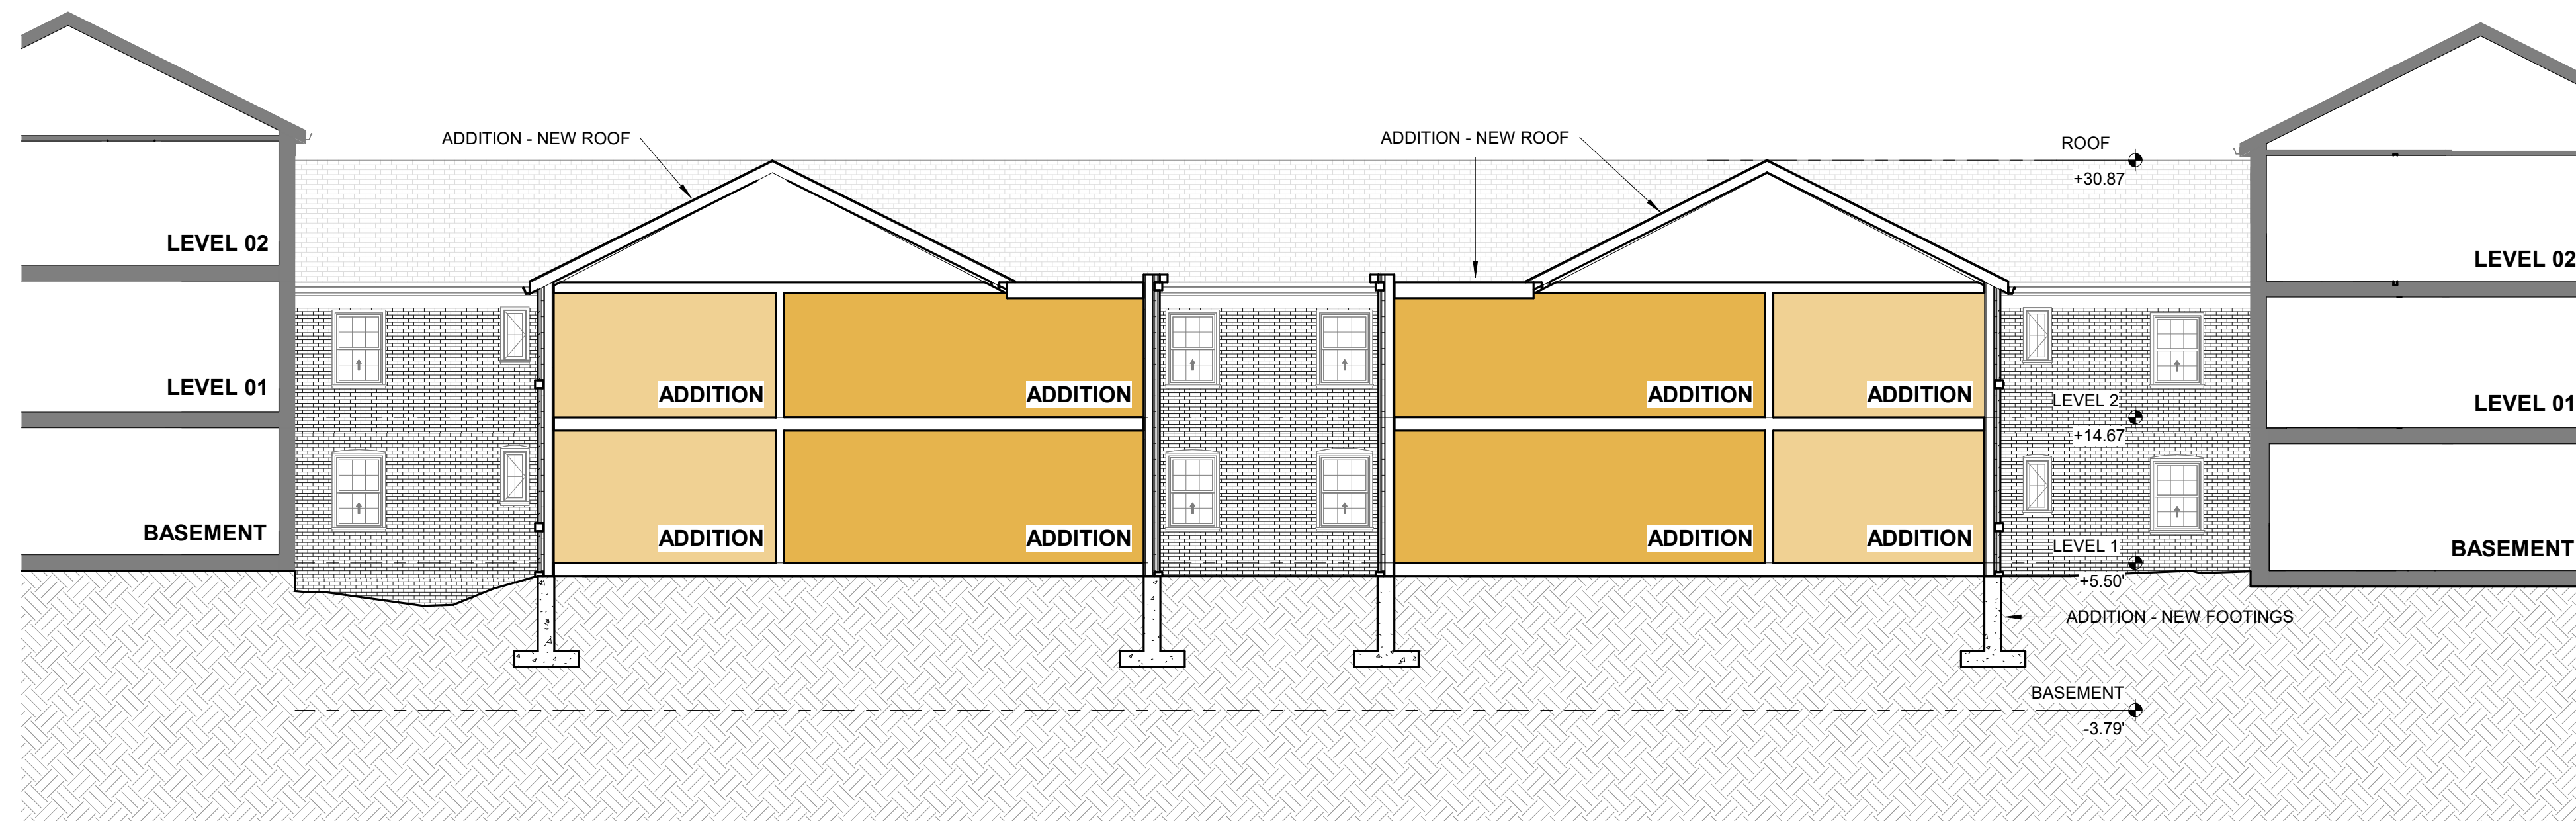 ADDITION - NEW ROOF
ADDITION - NEW ROOF
ROOF
+30.87
LEVEL 02
LEVEL 02
LEVEL 01
ADDITION
ADDITION
ADDITION
ADDITION
LEVEL 2
+14.67
LEVEL 01
BASEMENT
ADDITION
ADDITION
ADDITION
ADDITION
LEVEL 1
+5.50'
BASEMENT
ADDITION - NEW FOOTINGS
BASEMENT
-3.79'